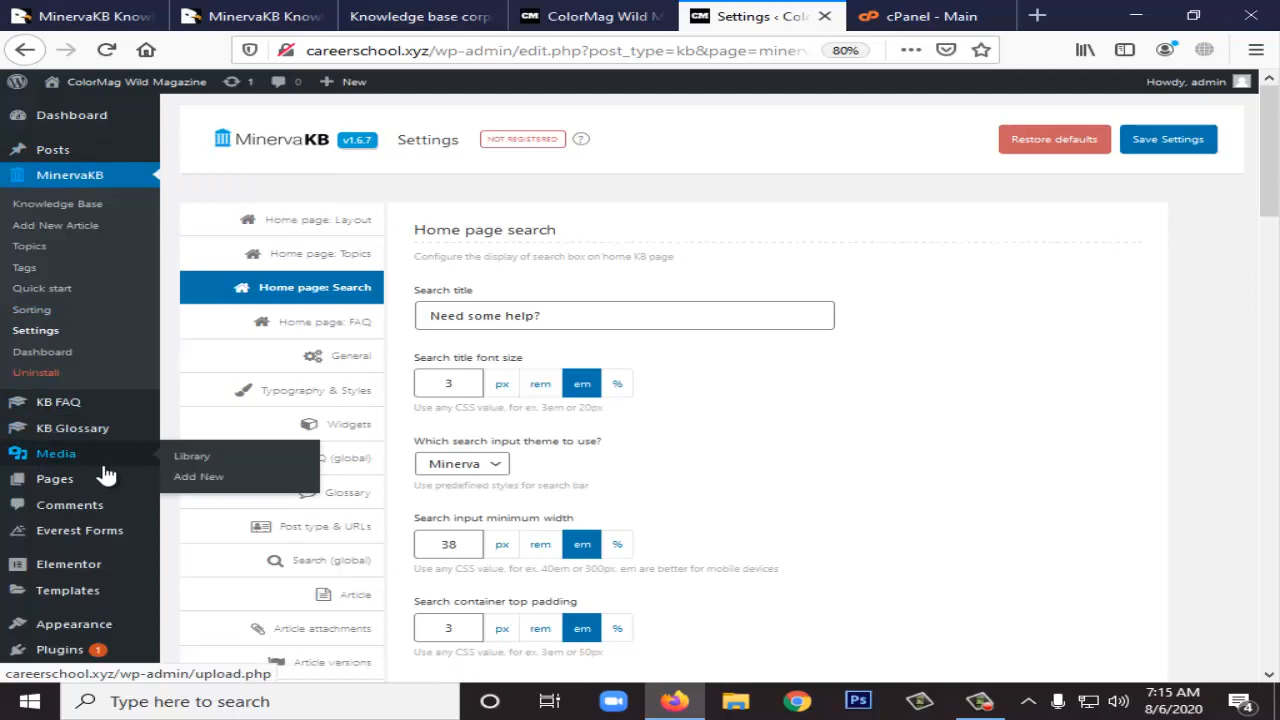 MinervaKB Know
MinervaKB Know
Knowledge base corp
CM ColorMag Wild M
CM Settings ‹ Col
cP cPanel - Main
careerschool.xyz/wp-admin/edit.php?post_type=kb&page=miner
80%
ColorMag Wild Magazine
1
0
New
Howdy, admin
Dashboard
Posts
MinervaKB
Knowledge Base
Add New Article
Topics
Tags
Quick start
Sorting
Settings
Dashboard
Uninstall
KB FAQ
KB Glossary
Media
Library
Add New
Pages
Comments
Everest Forms
Elementor
Templates
Appearance
Plugins 1
MinervaKB v1.6.7 Settings NOT REGISTERED ?
Restore defaults
Save Settings
Home page: Layout
Home page: Topics
Home page: Search
Home page: FAQ
General
Typography & Styles
Widgets
(global)
Glossary
Post type & URLs
Search (global)
Article
Article attachments
Article versions
Home page search
Configure the display of search box on home KB page
Search title
Need some help?
Search title font size
3 px rem em %
Use any CSS value, for ex. 3em or 20px
Which search input theme to use?
Minerva
Use predefined styles for search bar
Search input minimum width
38 px rem em %
Use any CSS value, for ex. 40em or 300px. em are better for mobile devices
Search container top padding
3 px rem em %
Use any CSS value, for ex. 3em or 50px
careerschool.xyz/wp-admin/upload.php
Type here to search
Ps
7:15 AM
8/6/2020
4